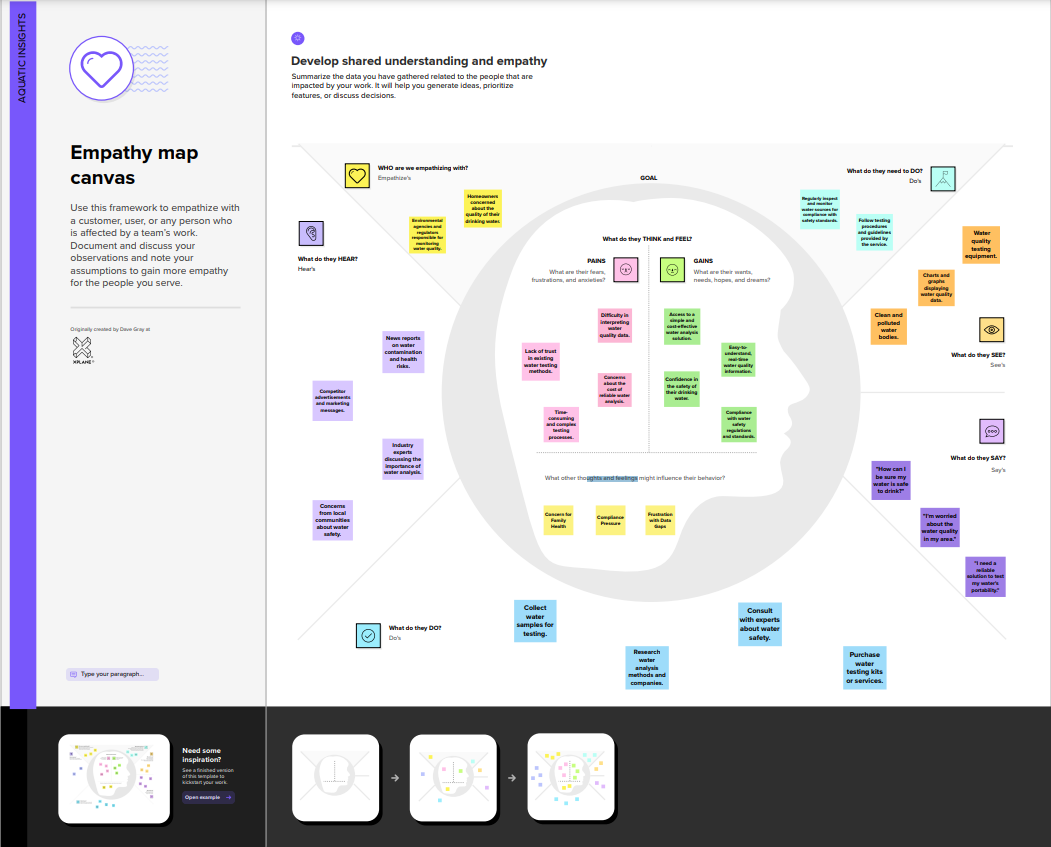 AQUATIC INSIGHTS
Empathy map
canvas
Use this framework to empathize with
a customer, user, or any person who
is affected by a team's work.
Document and discuss your
observations and note your
assumptions to gain more empathy
for the people you serve.
Originally created by Dave Gray at
XPLANE
Type your paragraph...
Develop shared understanding and empathy
Summarize the data you have gathered related to the people that are
impacted by your work. It will help you generate ideas, prioritize
features, or discuss decisions.
WHO are we empathizing with?
Empathize's
Homeowners
concerned
about the
quality of their
drinking water.
Environmental
agencies and
regulators
responsible for
monitoring
water quality.
GOAL
What do they need to DO?
Do's
Regularly inspect
and monitor
water sources for
compliance with
safety standards.
Follow testing
procedures
and guidelines
provided by
the service.
What do they HEAR?
Hear's
News reports
on water
contamination
and health
risks.
Competitor
advertisements
and marketing
messages.
Industry
experts
discussing the
importance of
water analysis.
Concerns
from local
communities
about water
safety.
What do they THINK and FEEL?
PAINS
What are their fears,
frustrations, and anxieties?
GAINS
What are their wants,
needs, hopes, and dreams?
Difficulty in
interpreting
water
quality data.
Lack of trust
in existing
water testing
methods.
Concerns
about the
cost of
reliable water
analysis.
Time-
consuming
and complex
testing
processes.
Access to a
simple and
cost-effective
water analysis
solution.
Easy-to-
understand,
real-time
water quality
information.
Confidence in
the safety of
their drinking
water.
Compliance
with water
safety
regulations
and standards.
What other thoughts and feelings might influence their behavior?
Concern for
Family
Health
Compliance
Pressure
Frustration
with Data
Gaps
Water
quality
testing
equipment.
Charts and
graphs
displaying
water quality
data.
Clean and
polluted
water
bodies.
What do they SEE?
See's
What do they SAY?
Say's
"How can I
be sure my
water is safe
to drink?"
"I'm worried
about the
water quality
in my area."
"I need a
reliable
solution to test
my water's
portability."
What do they DO?
Do's
Collect
water
samples for
testing.
Research
water
analysis
methods and
companies.
Consult
with experts
about water
safety.
Purchase
water
testing kits
or services.
Need some
inspiration?
See a finished version
of this template to
kickstart your work.
Open example